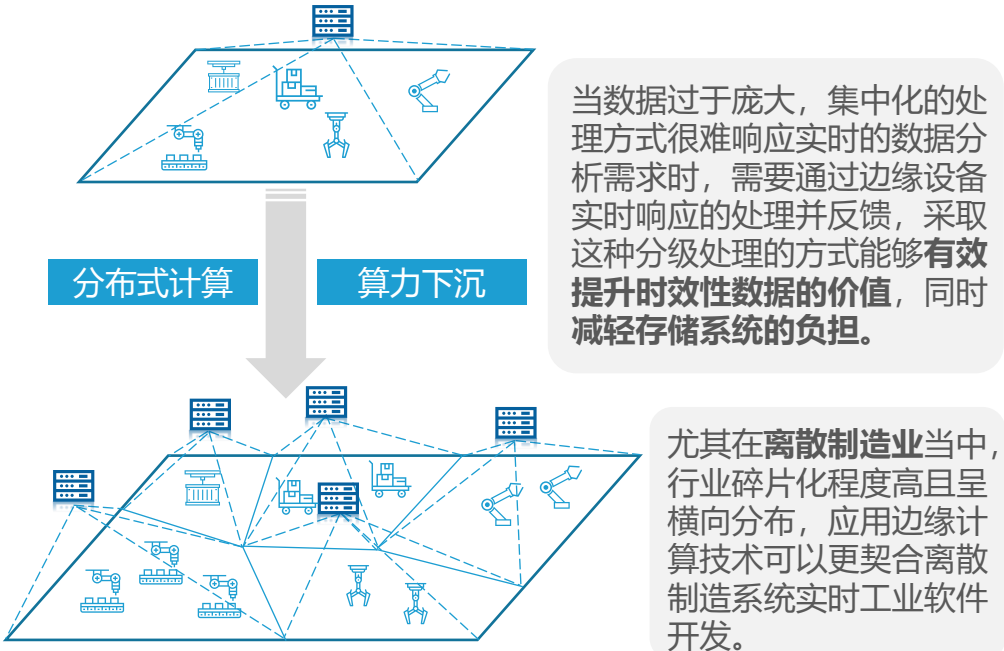 当数据过于庞大，集中化的处
理方式很难响应实时的数据分
析需求时，需要通过边缘设备
实时响应的处理并反馈，采取
这种分级处理的方式能够有效
提升时效性数据的价值，同时
减轻存储系统的负担。
分布式计算
算力下沉
尤其在离散制造业当中，
行业碎片化程度高且呈
横向分布，应用边缘计
算技术可以更契合离散
制造系统实时工业软件
开发。